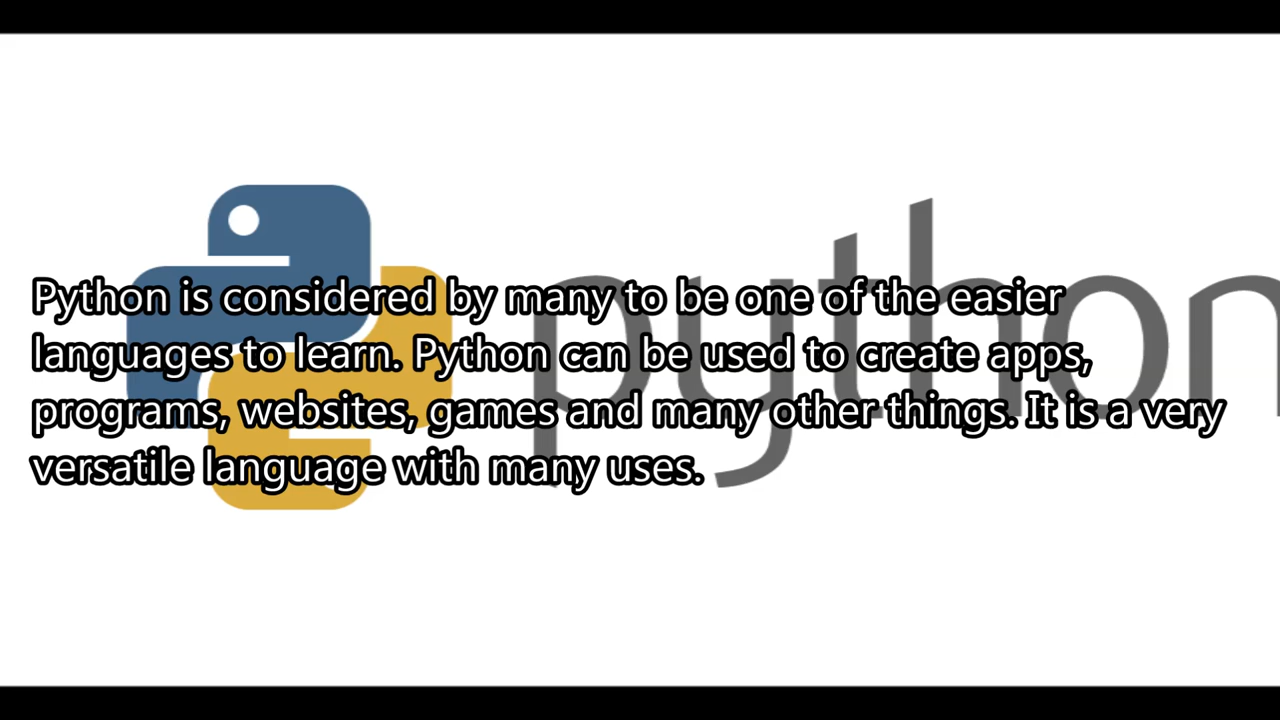 python
Python is considered by many to be one of the easier
languages to learn. Python can be used to create apps,
programs, websites, games and many other things. It is a very
versatile language with many uses.